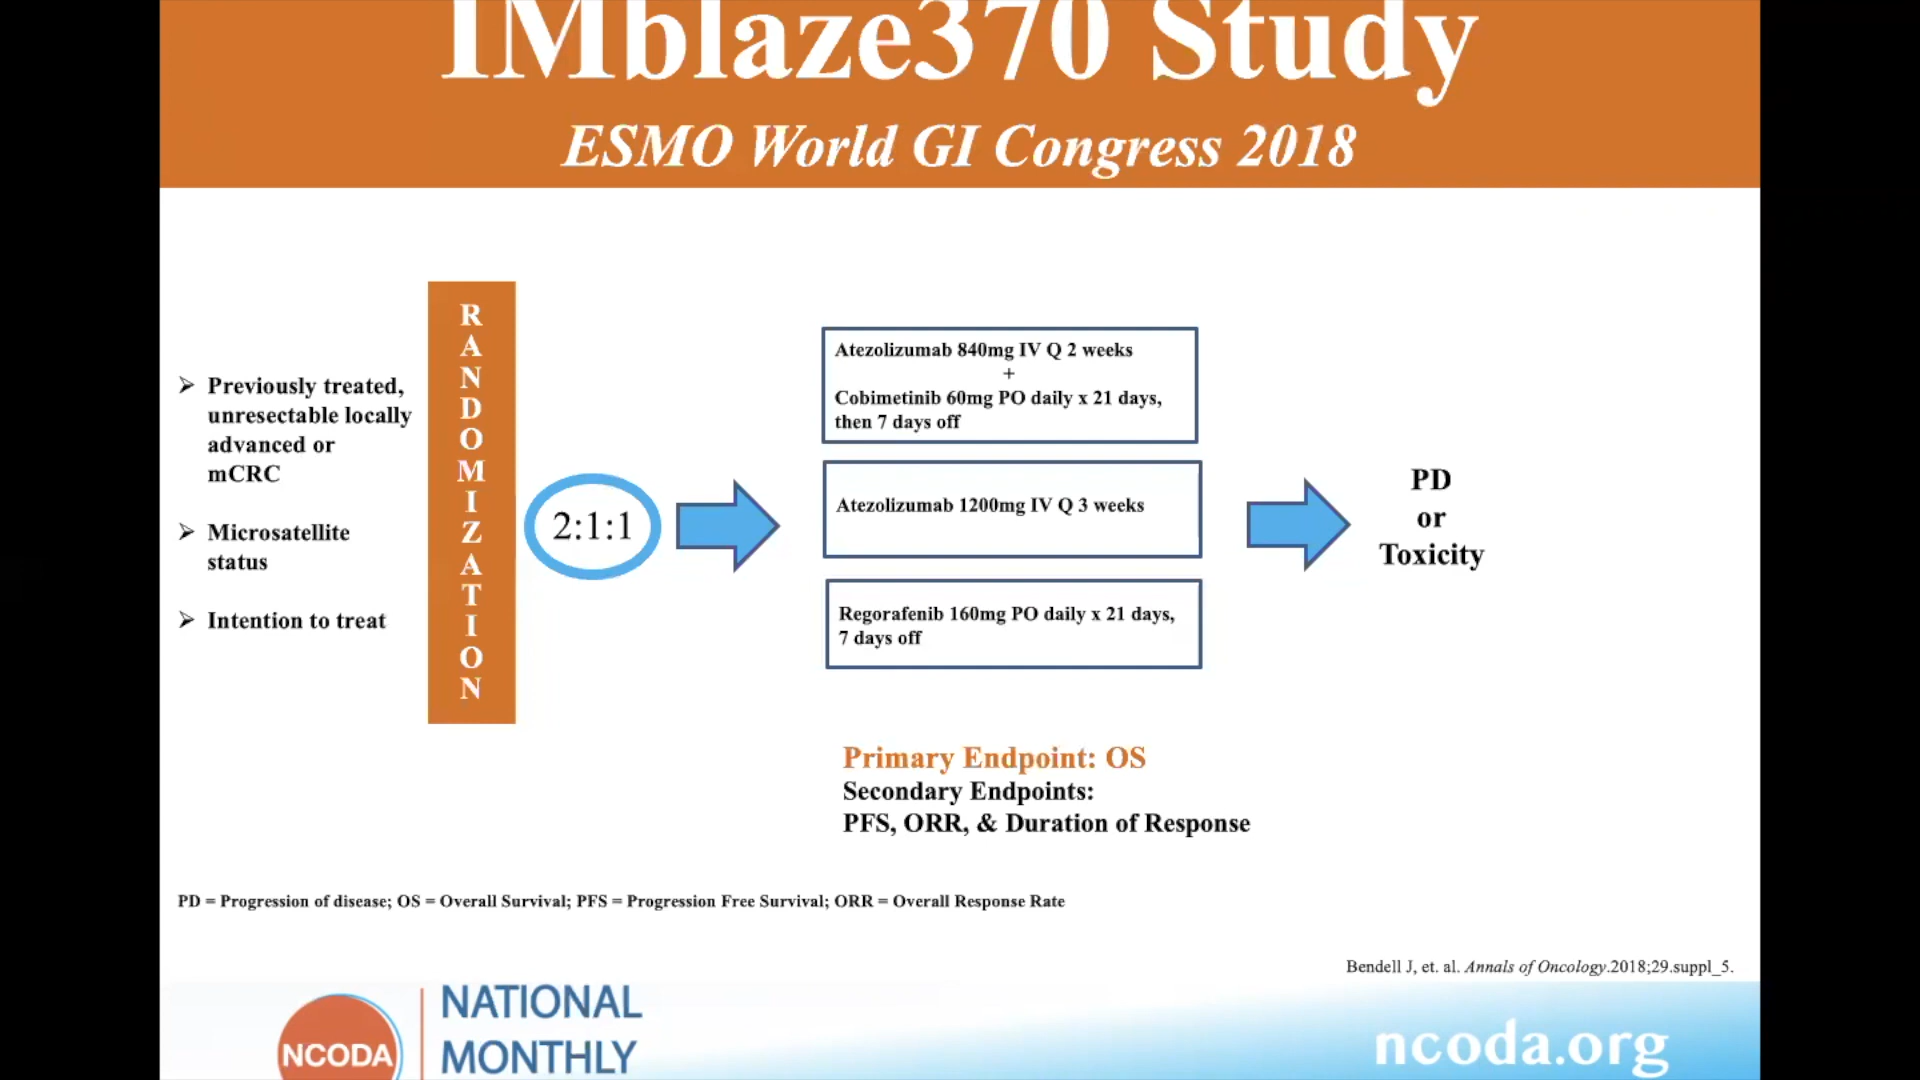 IMblaze370 Study
ESMO World GI Congress 2018
Previously treated,
unresectable locally
advanced or
mCRC
Microsatellite
status
Intention to treat
RANDOMIZATION
2:1:1
Atezolizumab 840mg IV Q 2 weeks
+
Cobimetinib 60mg PO daily x 21 days,
then 7 days off
Atezolizumab 1200mg IV Q 3 weeks
Regorafenib 160mg PO daily x 21 days,
7 days off
PD
or
Toxicity
Primary Endpoint: OS
Secondary Endpoints:
PFS, ORR, & Duration of Response
PD = Progression of disease; OS = Overall Survival; PFS = Progression Free Survival; ORR = Overall Response Rate
Bendell J, et. al. Annals of Oncology.2018;29.suppl_5.
NCODA
NATIONAL
MONTHLY
ncoda.org